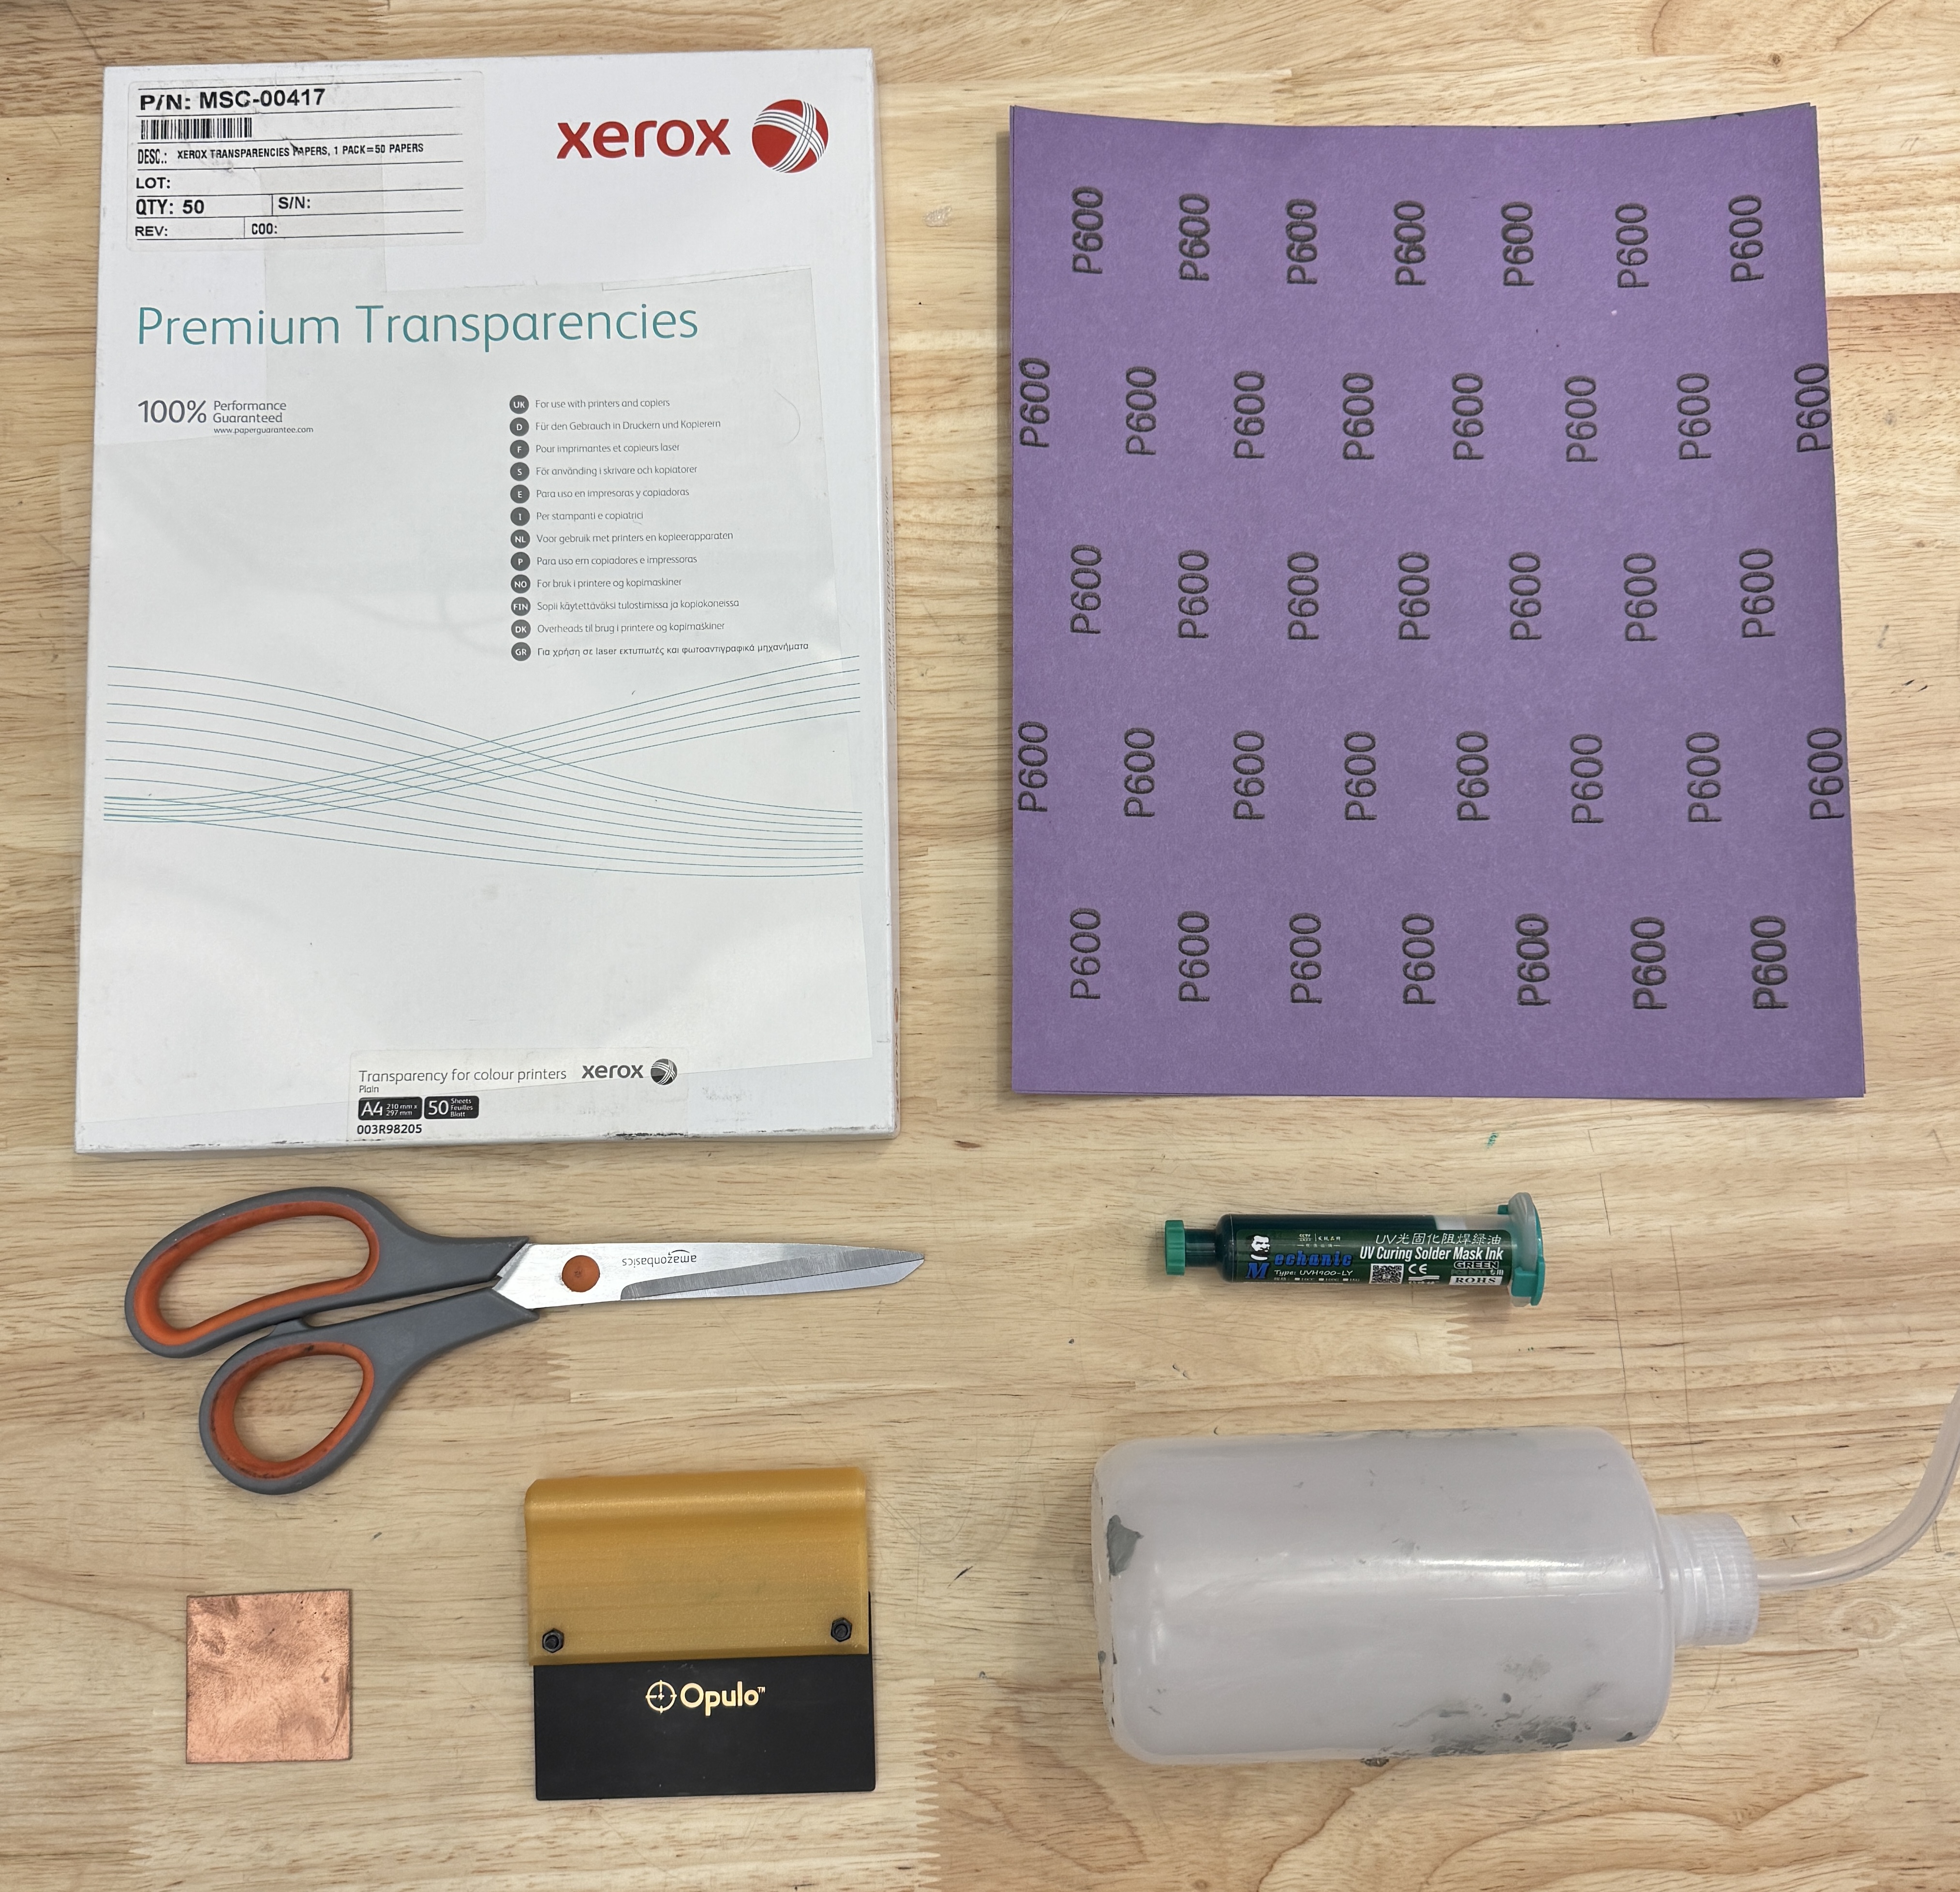 P/N: MSC-00417
DESC.: XEROX TRANSPARENCIES PAPERS, 1 PACK=50 PAPERS
LOT:
QTY: 50 S/N:
REV: COO:
xerox
Premium Transparencies
100% Performance
Guaranteed
www.paperguarantee.com
UK For use with printers and copiers
D Für den Gebrauch in Druckern und Kopierern
F Pour imprimantes et copieurs laser
S För använding i skrivare och kopiatorer
E Para uso en impresoras y copiadoras
I Per stampanti e copiatrici
NL Voor gebruik met printers en kopieerapparaten
P Para uso em copiadores e impressoras
NO For bruk i printere og kopimaskiner
FIN Sopii käytettäväksi tulostimissa ja kopiokoneissa
DK Overheads til brug i printere og kopimaskiner
GR Για χρήση σε laser εκτυπωτές και φωτοαντιγραφικά μηχανήματα
Transparency for colour printers xerox
Plain
A4 210 mm x
297 mm
50 Sheets
Feuilles
Blatt
003R98205
P600 P600 P600 P600 P600 P600 P600
P600 P600 P600 P600 P600 P600 P600 P600
P600 P600 P600 P600 P600 P600 P600
P600 P600 P600 P600 P600 P600 P600 P600
P600 P600 P600 P600 P600 P600 P600
amazonbasics
UV光固化阻焊绿油
UV Curing Solder Mask Ink
Mechanic
GREEN
Type: UVH900-LY
CE
ROHS
Opulo™